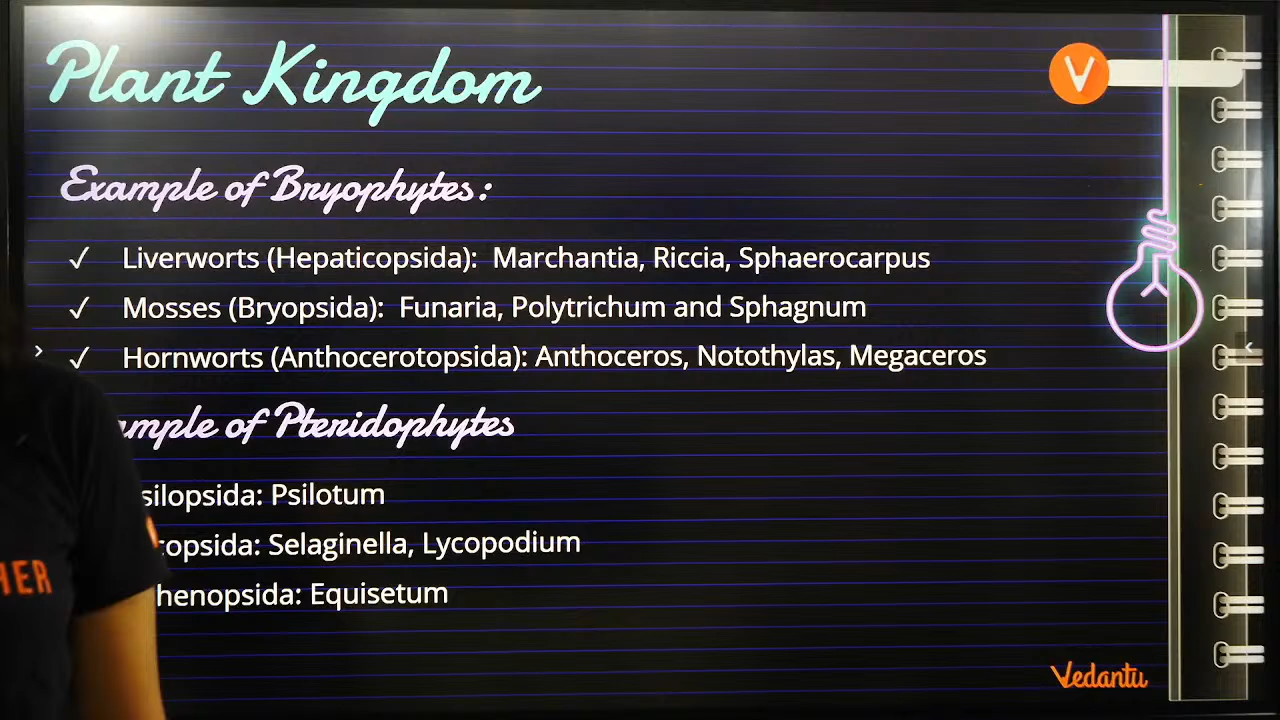 Plant Kingdom
V
Example of Bryophytes:
✓ Liverworts (Hepaticopsida): Marchantia, Riccia, Sphaerocarpus
✓ Mosses (Bryopsida): Funaria, Polytrichum and Sphagnum
✓ Hornworts (Anthocerotopsida): Anthoceros, Notothylas, Megaceros
ample of Pteridophytes
silopsida: Psilotum
copsida: Selaginella, Lycopodium
HER
henopsida: Equisetum
Vedantu